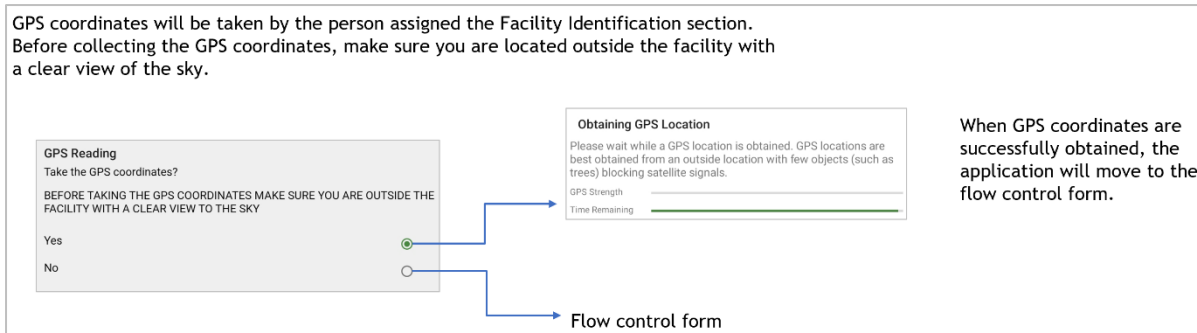 GPS coordinates will be taken by the person assigned the Facility Identification section.
Before collecting the GPS coordinates, make sure you are located outside the facility with
a clear view of the sky.
GPS Reading
Take the GPS coordinates?
BEFORE TAKING THE GPS COORDINATES MAKE SURE YOU ARE OUTSIDE THE
FACILITY WITH A CLEAR VIEW TO THE SKY
Yes
No
Obtaining GPS Location
Please wait while a GPS location is obtained. GPS locations are
best obtained from an outside location with few objects (such as
trees) blocking satellite signals.
GPS Strength
Time Remaining
When GPS coordinates are
successfully obtained, the
application will move to the
flow control form.
Flow control form